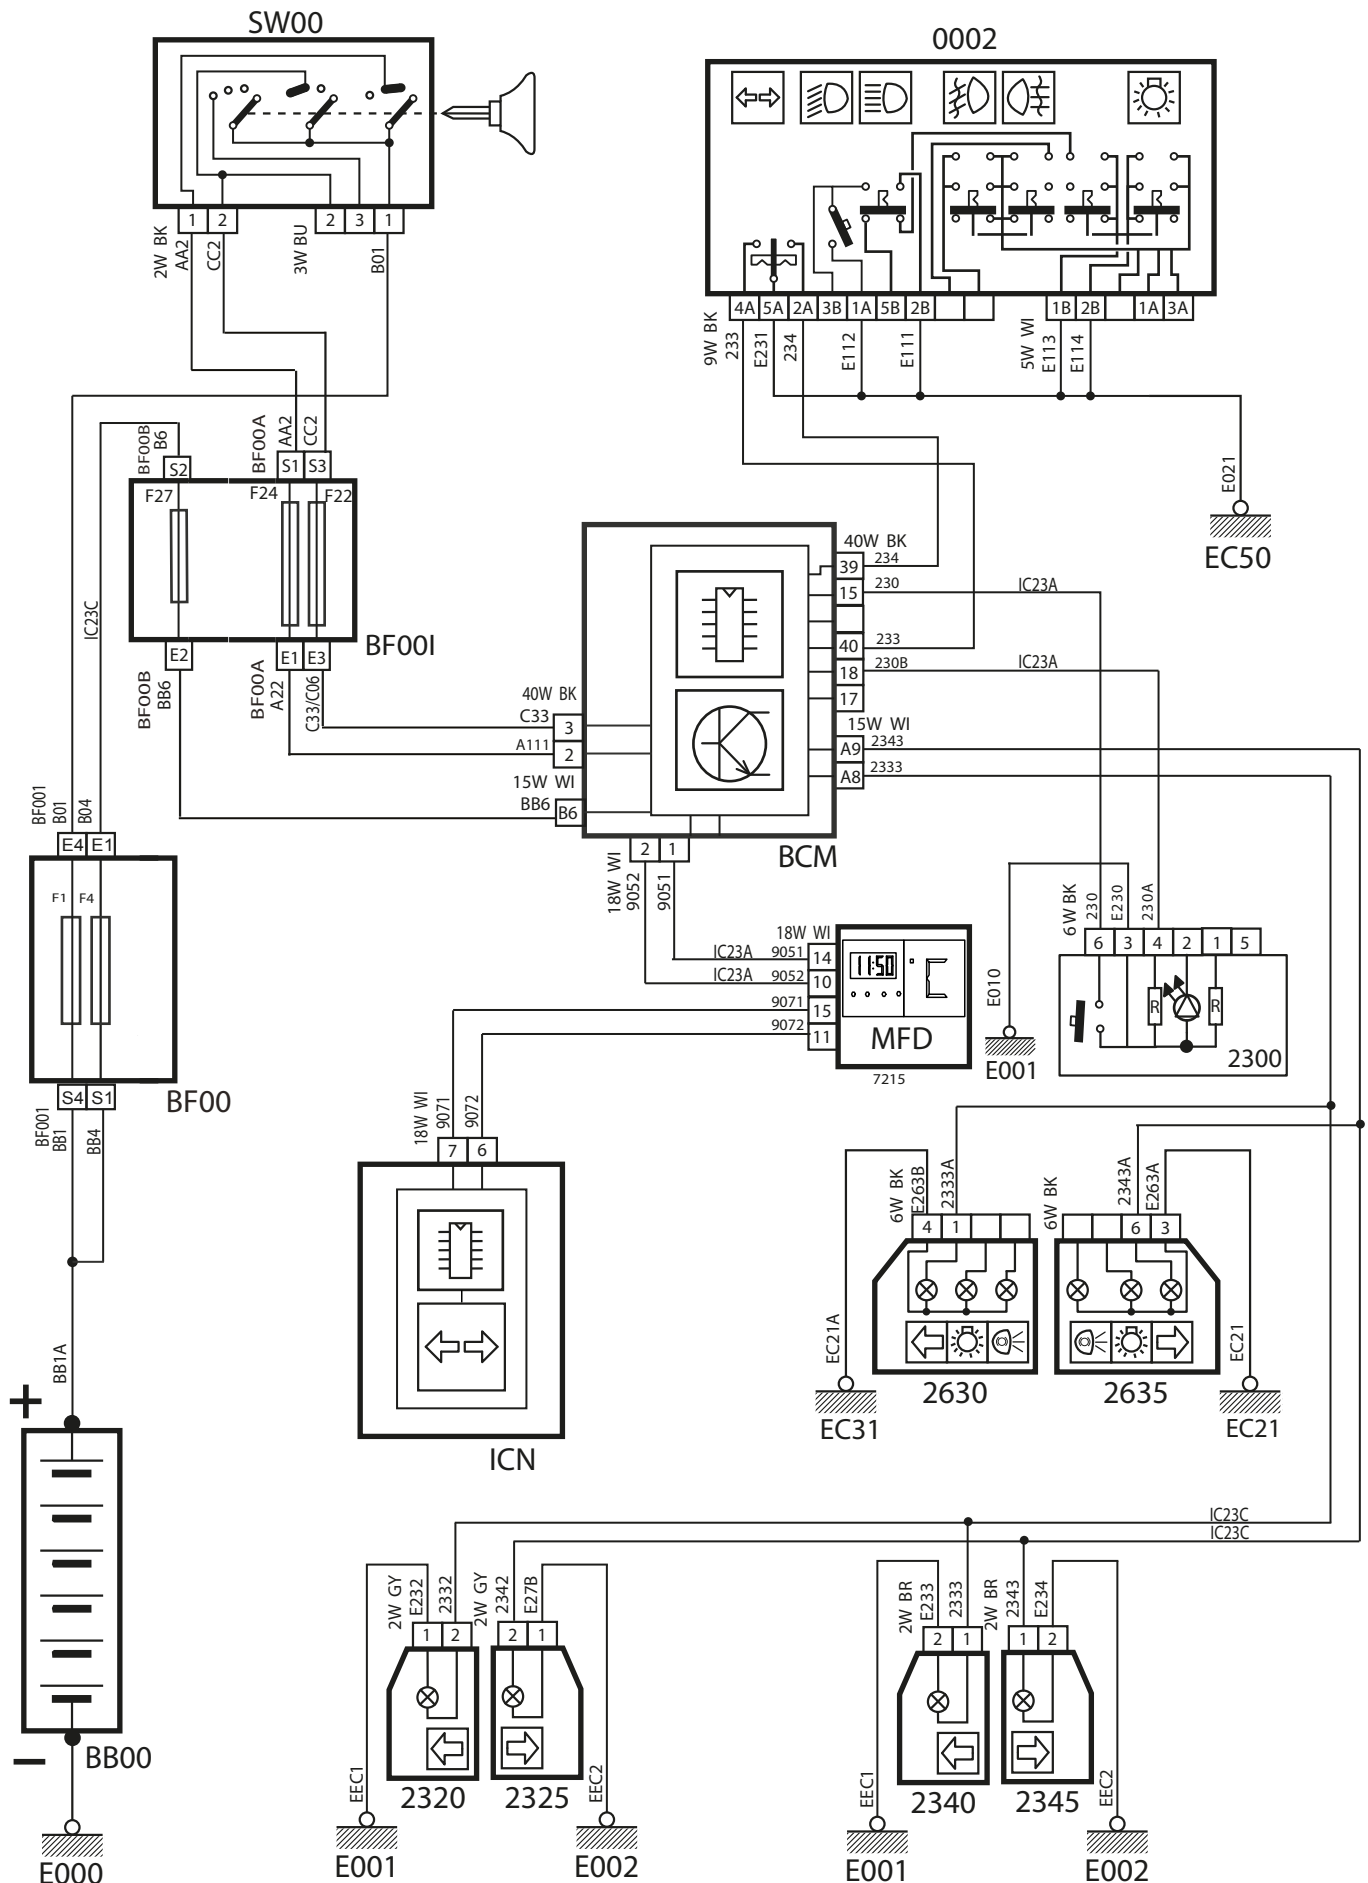 SW00
0002
1 2 2 3 1
2W BK
AA2
CC2
3W BU
B01
4A 5A 2A 3B 1A 5B 2B 1B 2B 1A 3A
9W BK
233
E231
234
E112
E111
5W WI
E113
E114
E021
EC50
BF00B
B6
BF00A
AA2
CC2
S2 S1 S3
F27 F24 F22
BF00I
E2 E1 E3
BF00B
BB6
BF00A
A22
C33/C06
IC23C
40W BK
C33 3
A111 2
15W WI
BB6 B6
40W BK
39 234
15 230 IC23A
40 233
18 230B IC23A
17
15W WI
A9 2343
A8 2333
BCM
2 1
18W WI
9052
9051
BF001
B01
B04
E4 E1
F1 F4
BF00
S4 S1
BF001
BB1
BB4
BB1A
18W WI
IC23A 9051 14
IC23A 9052 10
9071 15
9072 11
11:50
MFD
7215
E010
E001
6W BK
230
E230
230A
6 3 4 2 1 5
R R
2300
18W WI
9071
9072
7 6
ICN
6W BK
E263B
2333A
4 1
EC21A
EC31
2630
6W BK
2343A
E263A
6 3
2635
EC21
EC21
+
−
BB00
E000
IC23C
IC23C
2W GY
E232
2332
1 2
2320
EEC1
E001
2W GY
2342
E27B
2 1
2325
EEC2
E002
2W BR
E233
2333
2 1
2340
EEC1
E001
2W BR
2343
E234
1 2
2345
EEC2
E002